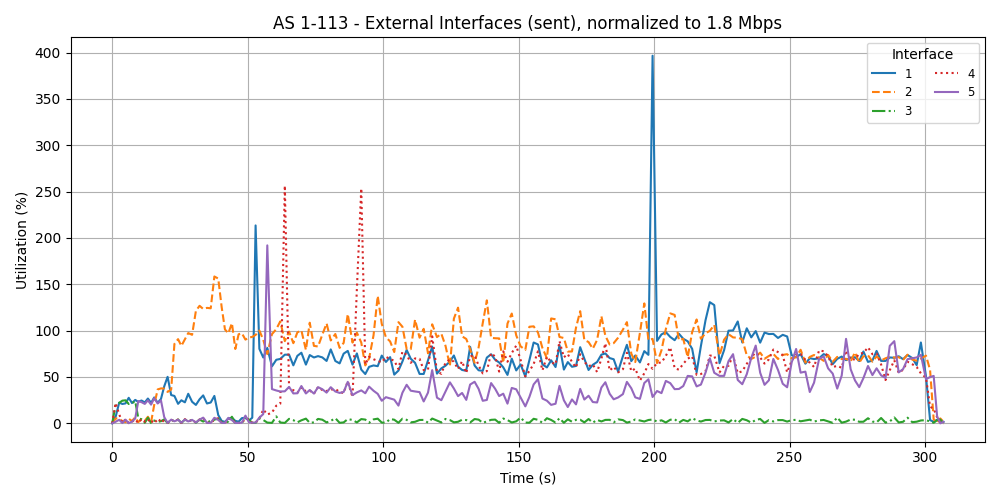 AS 1-113 - External Interfaces (sent), normalized to 1.8 Mbps
Utilization (%)
400
350
300
250
200
150
100
50
0
0 50 100 150 200 250 300
Time (s)
Interface
1 4
2 5
3